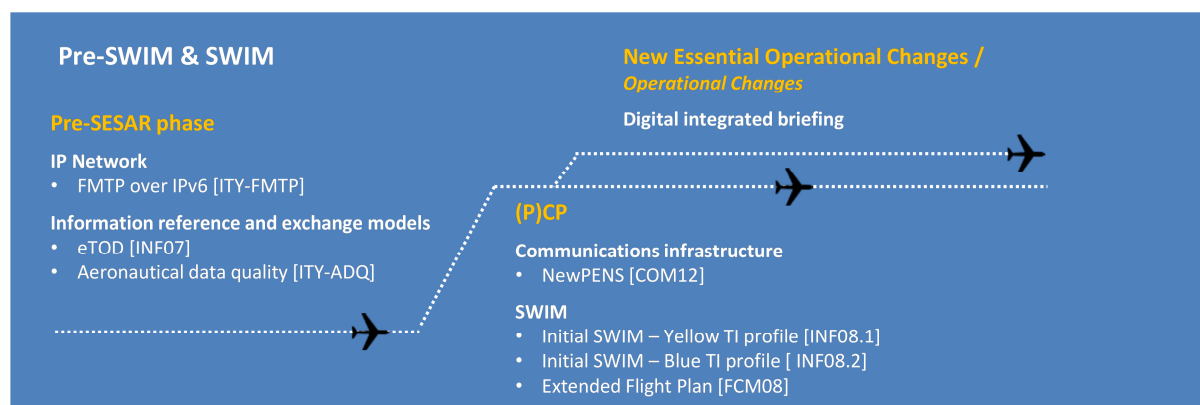 Pre-SWIM & SWIM
Pre-SESAR phase
IP Network
• FMTP over IPv6 [ITY-FMTP]
Information reference and exchange models
• eTOD [INF07]
• Aeronautical data quality [ITY-ADQ]
New Essential Operational Changes /
Operational Changes
Digital integrated briefing
(P)CP
Communications infrastructure
• NewPENS [COM12]
SWIM
• Initial SWIM – Yellow TI profile [INF08.1]
• Initial SWIM – Blue TI profile [ INF08.2]
• Extended Flight Plan [FCM08]